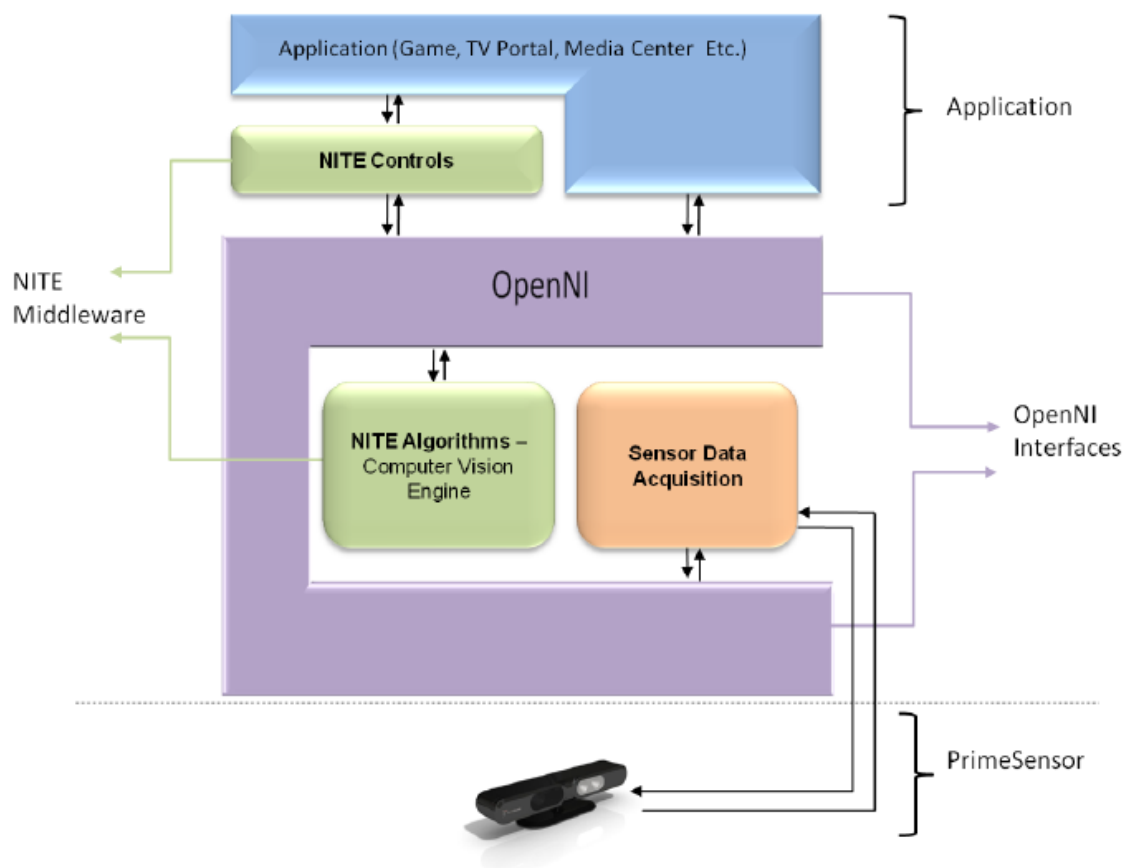 Application (Game, TV Portal, Media Center Etc.)
Application
NITE Controls
NITE
Middleware
OpenNI
OpenNI
Interfaces
NITE Algorithms –
Computer Vision
Engine
Sensor Data
Acquisition
PrimeSensor